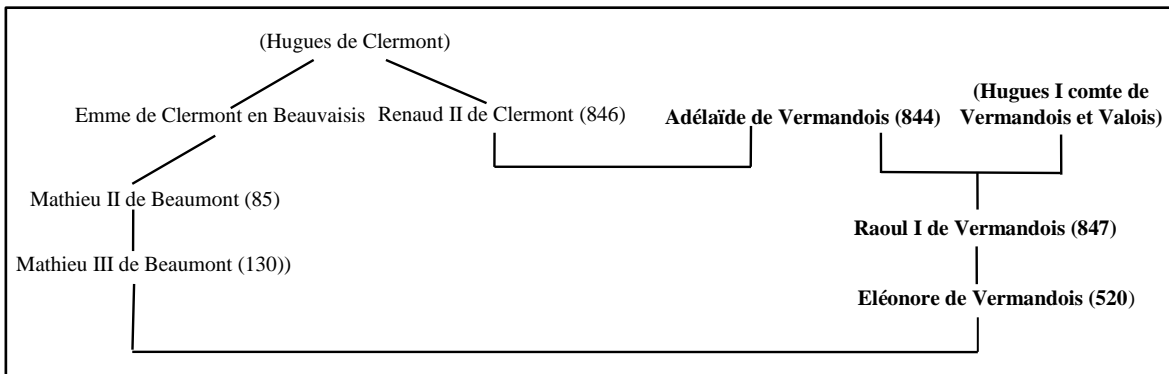 (Hugues de Clermont)
Emme de Clermont en Beauvaisis
Renaud II de Clermont (846)
Adélaïde de Vermandois (844)
(Hugues I comte de
Vermandois et Valois)
Mathieu II de Beaumont (85)
Raoul I de Vermandois (847)
Mathieu III de Beaumont (130))
Eléonore de Vermandois (520)